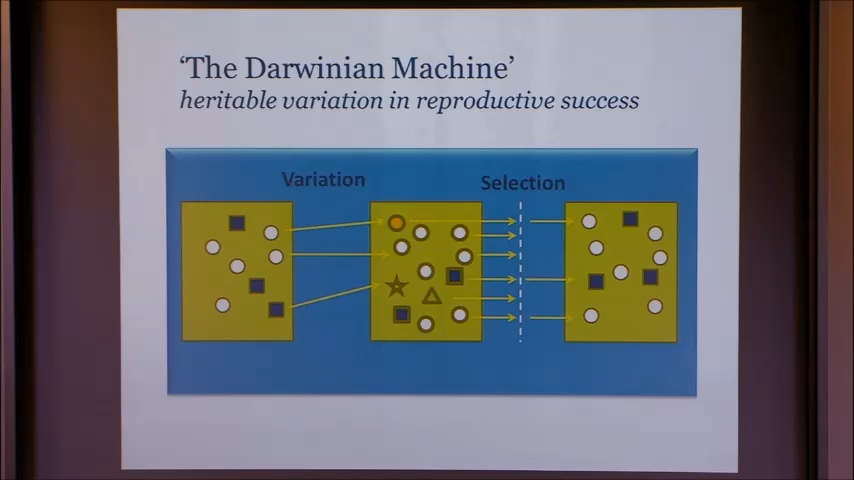 ‘The Darwinian Machine’
heritable variation in reproductive success
Variation
Selection